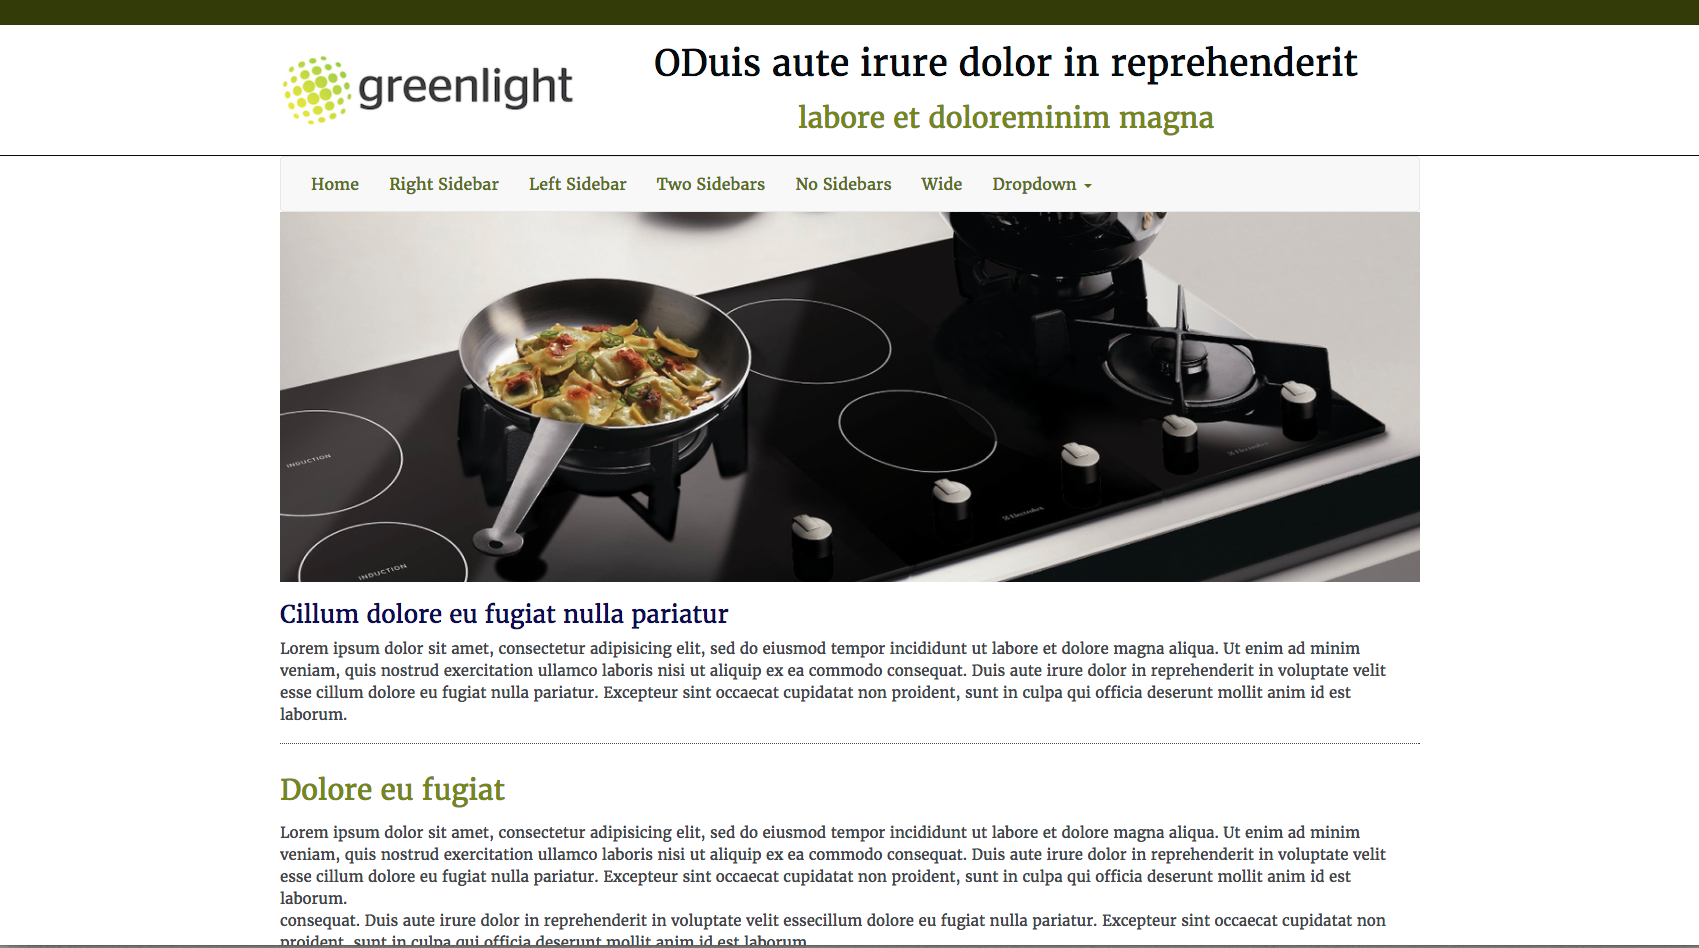 greenlight
ODuis aute irure dolor in reprehenderit
labore et doloreminim magna
Home Right Sidebar Left Sidebar Two Sidebars No Sidebars Wide Dropdown
INDUCTION
Electrolux
Electrolux
INDUCTION
Cillum dolore eu fugiat nulla pariatur
Lorem ipsum dolor sit amet, consectetur adipisicing elit, sed do eiusmod tempor incididunt ut labore et dolore magna aliqua. Ut enim ad minim
veniam, quis nostrud exercitation ullamco laboris nisi ut aliquip ex ea commodo consequat. Duis aute irure dolor in reprehenderit in voluptate velit
esse cillum dolore eu fugiat nulla pariatur. Excepteur sint occaecat cupidatat non proident, sunt in culpa qui officia deserunt mollit anim id est
laborum.
Dolore eu fugiat
Lorem ipsum dolor sit amet, consectetur adipisicing elit, sed do eiusmod tempor incididunt ut labore et dolore magna aliqua. Ut enim ad minim
veniam, quis nostrud exercitation ullamco laboris nisi ut aliquip ex ea commodo consequat. Duis aute irure dolor in reprehenderit in voluptate velit
esse cillum dolore eu fugiat nulla pariatur. Excepteur sint occaecat cupidatat non proident, sunt in culpa qui officia deserunt mollit anim id est
laborum.
consequat. Duis aute irure dolor in reprehenderit in voluptate velit essecillum dolore eu fugiat nulla pariatur. Excepteur sint occaecat cupidatat non
proident, sunt in culpa qui officia deserunt mollit anim id est laborum.